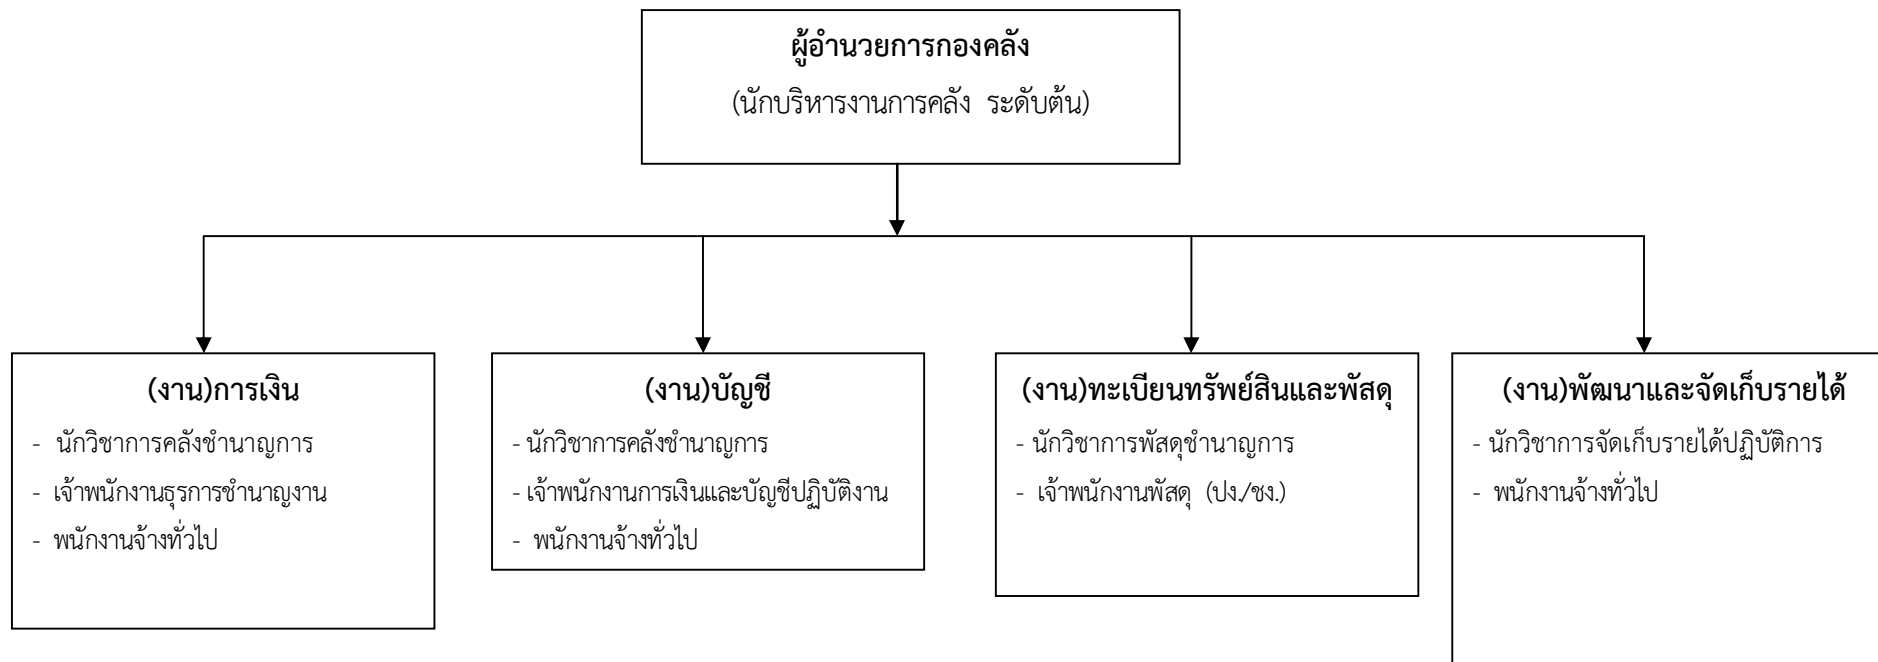 ผู้อำนวยการกองคลัง
(นักบริหารงานการคลัง ระดับต้น)
(งาน)การเงิน
- นักวิชาการคลังชำนาญการ
- เจ้าพนักงานธุรการชำนาญงาน
- พนักงานจ้างทั่วไป
(งาน)บัญชี
- นักวิชาการคลังชำนาญการ
- เจ้าพนักงานการเงินและบัญชีปฏิบัติงาน
- พนักงานจ้างทั่วไป
(งาน)ทะเบียนทรัพย์สินและพัสดุ
- นักวิชาการพัสดุชำนาญการ
- เจ้าพนักงานพัสดุ (ปง./ชง.)
(งาน)พัฒนาและจัดเก็บรายได้
- นักวิชาการจัดเก็บรายได้ปฏิบัติการ
- พนักงานจ้างทั่วไป